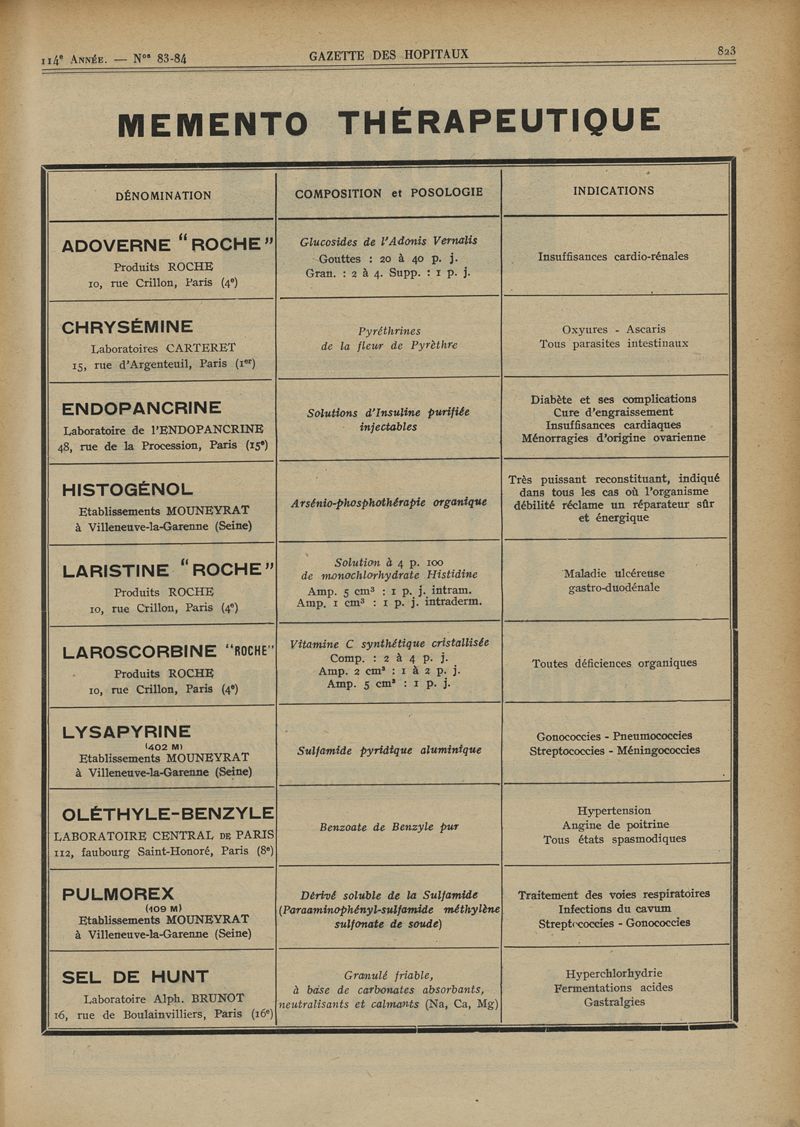 114e ANNÉE. — Nos 83-84
GAZETTE DES HOPITAUX
823
MEMENTO THÉRAPEUTIQUE
DÉNOMINATION
COMPOSITION et POSOLOGIE
INDICATIONS
ADOVERNE "ROCHE"
Produits ROCHE
10, rue Crillon, Paris (4e)
Glucosides de l'Adonis Vernalis
Gouttes : 20 à 40 p. j.
Gran. : 2 à 4. Supp. : 1 p. j.
Insuffisances cardio-rénales
CHRYSÉMINE
Laboratoires CARTERET
15, rue d'Argenteuil, Paris (1er)
Pyréthrines
de la fleur de Pyrèthre
Oxyures - Ascaris
Tous parasites intestinaux
ENDOPANCRINE
Laboratoire de l'ENDOPANCRINE
48, rue de la Procession, Paris (15e)
Solutions d'Insuline purifiée
injectables
Diabète et ses complications
Cure d'engraissement
Insuffisances cardiaques
Ménorragies d'origine ovarienne
HISTOGÉNOL
Etablissements MOUNEYRAT
à Villeneuve-la-Garenne (Seine)
Arsénio-phosphothérapie organique
Très puissant reconstituant, indiqué
dans tous les cas où l'organisme
débilité réclame un réparateur sûr
et énergique
LARISTINE "ROCHE"
Produits ROCHE
10, rue Crillon, Paris (4e)
Solution à 4 p. 100
de monochlorhydrate Histidine
Amp. 5 cm3 : 1 p. j. intram.
Amp. 1 cm3 : 1 p. j. intraderm.
Maladie ulcéreuse
gastro-duodénale
LAROSCORBINE "ROCHE"
Produits ROCHE
10, rue Crillon, Paris (4e)
Vitamine C synthétique cristallisée
Comp. : 2 à 4 p. j.
Amp. 2 cm3 : 1 à 2 p. j.
Amp. 5 cm3 : 1 p. j.
Toutes déficiences organiques
LYSAPYRINE
(402 M)
Etablissements MOUNEYRAT
à Villeneuve-la-Garenne (Seine)
Sulfamide pyridique aluminique
Gonococcies - Pneumococcies
Streptococcies - Méningococcies
OLÉTHYLE-BENZYLE
LABORATOIRE CENTRAL DE PARIS
112, faubourg Saint-Honoré, Paris (8e)
Benzoate de Benzyle pur
Hypertension
Angine de poitrine
Tous états spasmodiques
PULMOREX
(109 M)
Etablissements MOUNEYRAT
à Villeneuve-la-Garenne (Seine)
Dérivé soluble de la Sulfamide
(Paraaminophényl-sulfamide méthylène
sulfonate de soude)
Traitement des voies respiratoires
Infections du cavum
Streptococcies - Gonococcies
SEL DE HUNT
Laboratoire Alph. BRUNOT
16, rue de Boulainvilliers, Paris (16e)
Granulé friable,
à base de carbonates absorbants,
neutralisants et calmants (Na, Ca, Mg)
Hyperchlorhydrie
Fermentations acides
Gastralgies